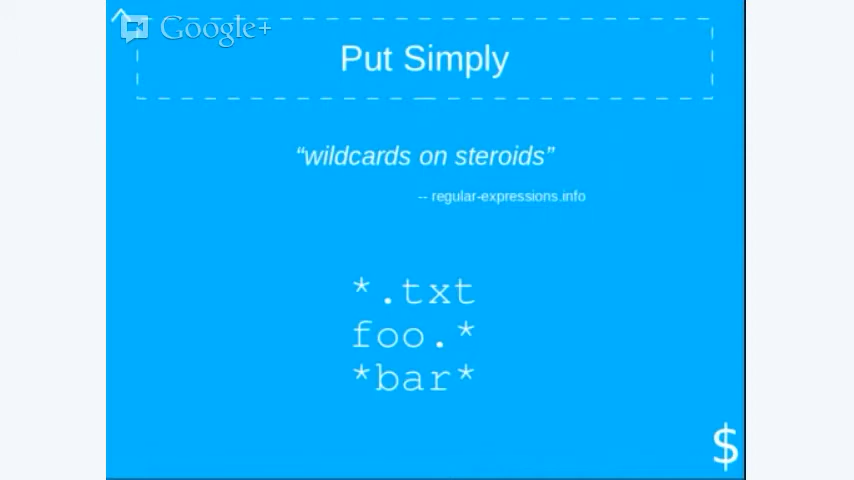 ^
Google+
Put Simply
“wildcards on steroids”
-- regular-expressions.info
*.txt
foo.*
*bar*
$